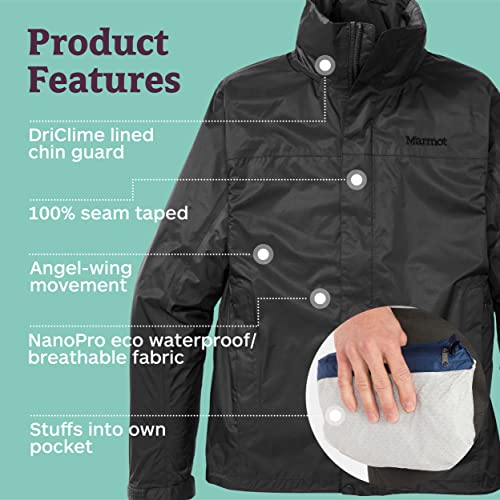 Product
Features
DriClime lined
chin guard
Marmot
100% seam taped
Angel-wing
movement
NanoPro eco waterproof/
breathable fabric
Stuffs into own
pocket